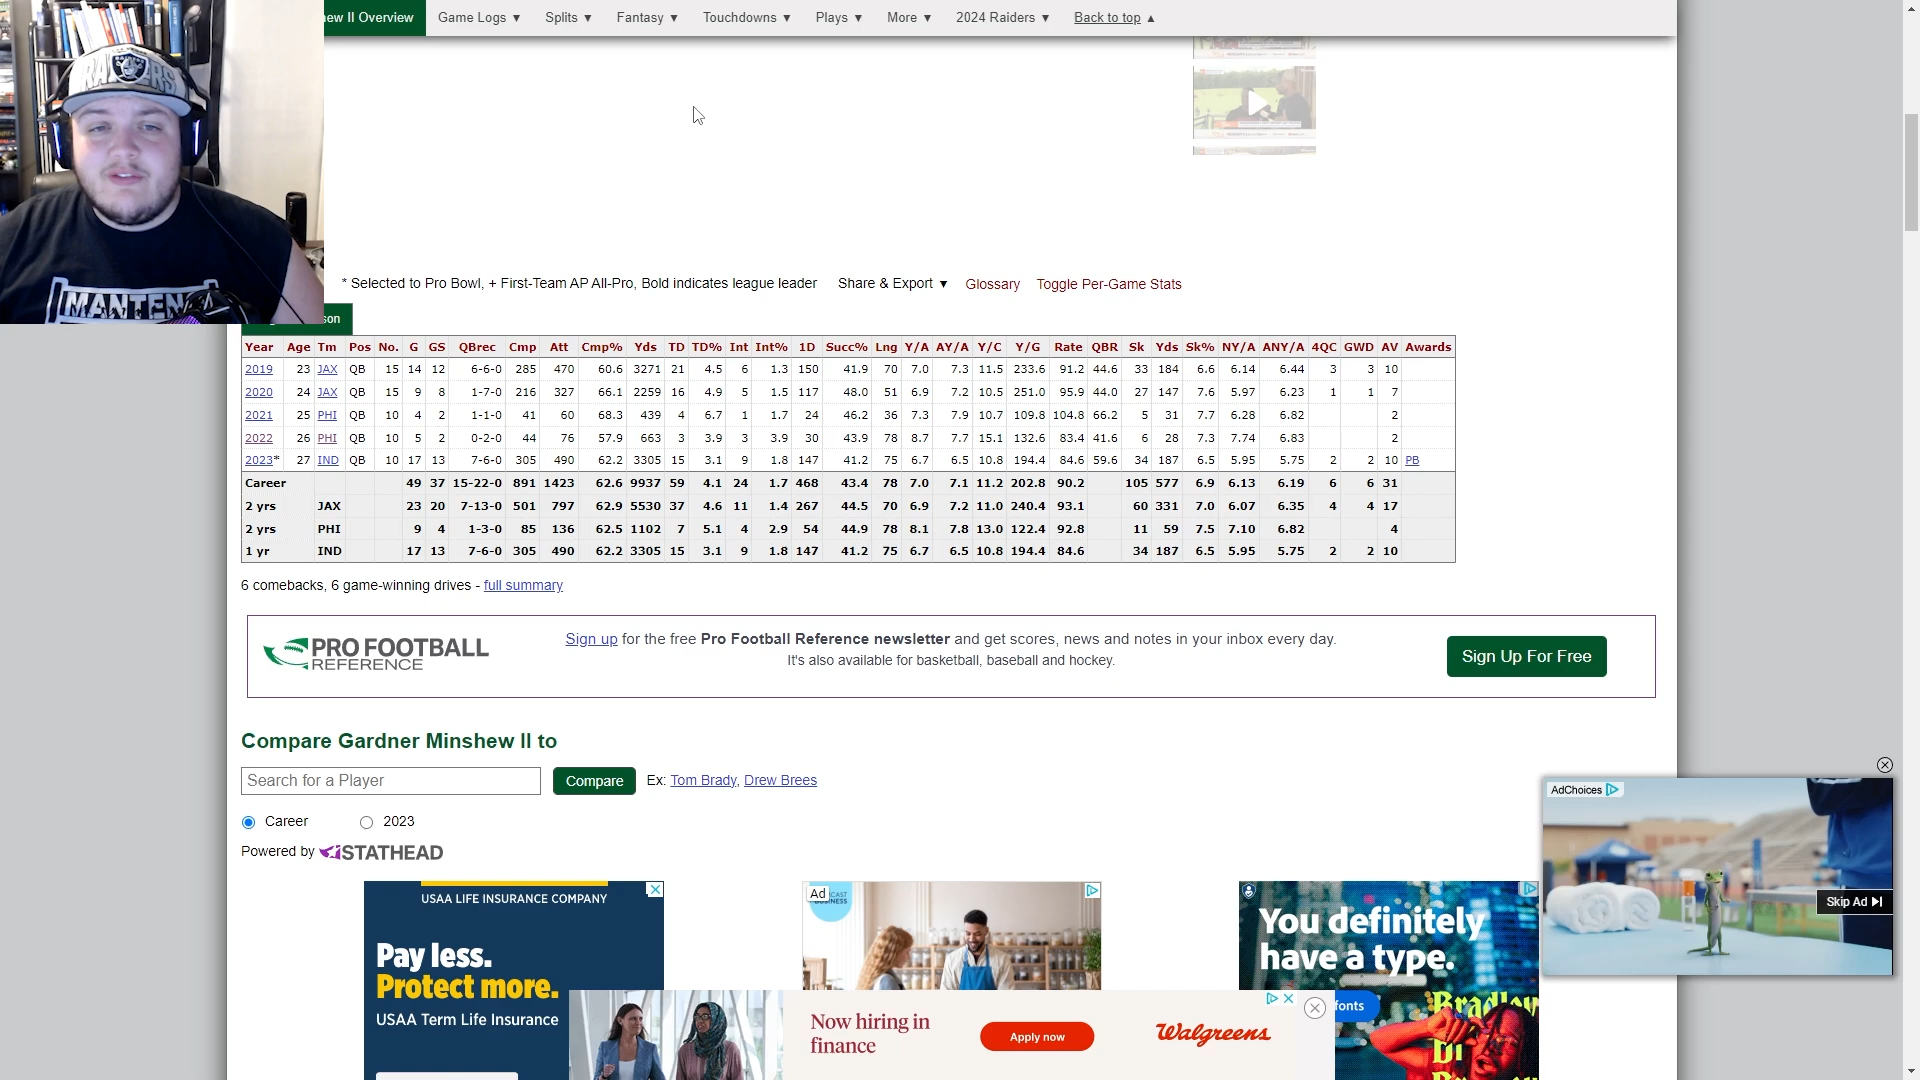 new II Overview Game Logs ▼ Splits ▼ Fantasy ▼ Touchdowns ▼ Plays ▼ More ▼ 2024 Raiders ▼ Back to top ▲
RAIDERS
MANTEN
* Selected to Pro Bowl, + First-Team AP All-Pro, Bold indicates league leader Share & Export ▼ Glossary Toggle Per-Game Stats
son
Year Age Tm Pos No. G GS QBrec Cmp Att Cmp% Yds TD TD% Int Int% 1D Succ% Lng Y/A AY/A Y/C Y/G Rate QBR Sk Yds Sk% NY/A ANY/A 4QC GWD AV Awards
2019 23 JAX QB 15 14 12 6-6-0 285 470 60.6 3271 21 4.5 6 1.3 150 41.9 70 7.0 7.3 11.5 233.6 91.2 44.6 33 184 6.6 6.14 6.44 3 3 10
2020 24 JAX QB 15 9 8 1-7-0 216 327 66.1 2259 16 4.9 5 1.5 117 48.0 51 6.9 7.2 10.5 251.0 95.9 44.0 27 147 7.6 5.97 6.23 1 1 7
2021 25 PHI QB 10 4 2 1-1-0 41 60 68.3 439 4 6.7 1 1.7 24 46.2 36 7.3 7.9 10.7 109.8 104.8 66.2 5 31 7.7 6.28 6.82 2
2022 26 PHI QB 10 5 2 0-2-0 44 76 57.9 663 3 3.9 3 3.9 30 43.9 78 8.7 7.7 15.1 132.6 83.4 41.6 6 28 7.3 7.74 6.83 2
2023* 27 IND QB 10 17 13 7-6-0 305 490 62.2 3305 15 3.1 9 1.8 147 41.2 75 6.7 6.5 10.8 194.4 84.6 59.6 34 187 6.5 5.95 5.75 2 2 10 PB
Career 49 37 15-22-0 891 1423 62.6 9937 59 4.1 24 1.7 468 43.4 78 7.0 7.1 11.2 202.8 90.2 105 577 6.9 6.13 6.19 6 6 31
2 yrs JAX 23 20 7-13-0 501 797 62.9 5530 37 4.6 11 1.4 267 44.5 70 6.9 7.2 11.0 240.4 93.1 60 331 7.0 6.07 6.35 4 4 17
2 yrs PHI 9 4 1-3-0 85 136 62.5 1102 7 5.1 4 2.9 54 44.9 78 8.1 7.8 13.0 122.4 92.8 11 59 7.5 7.10 6.82 4
1 yr IND 17 13 7-6-0 305 490 62.2 3305 15 3.1 9 1.8 147 41.2 75 6.7 6.5 10.8 194.4 84.6 34 187 6.5 5.95 5.75 2 2 10
6 comebacks, 6 game-winning drives - full summary
PRO FOOTBALL
REFERENCE
Sign up for the free Pro Football Reference newsletter and get scores, news and notes in your inbox every day.
It's also available for basketball, baseball and hockey.
Sign Up For Free
Compare Gardner Minshew II to
Search for a Player Compare Ex: Tom Brady, Drew Brees
Career 2023
Powered by STATHEAD
AdChoices
Skip Ad
USAA LIFE INSURANCE COMPANY
Pay less.
Protect more.
USAA Term Life Insurance
Ad
BUSINESS
You definitely
have a type.
fonts
Bradley
Now hiring in
finance
Apply now
Walgreens